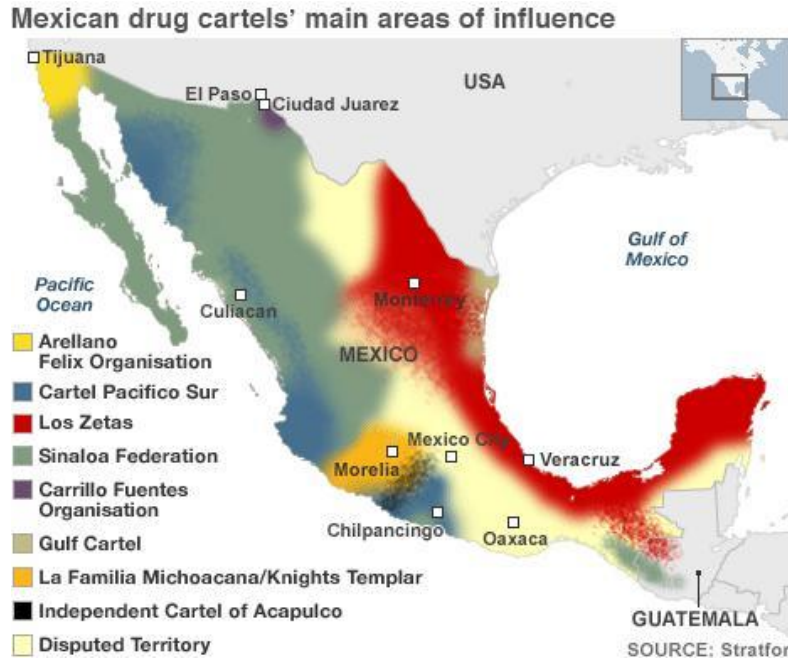 Mexican drug cartels' main areas of influence
Tijuana
USA
El Paso
Ciudad Juarez
Gulf of
Mexico
Pacific
Ocean
Culiacan
Monterrey
MEXICO
Arellano
Felix Organisation
Cartel Pacifico Sur
Los Zetas
Sinaloa Federation
Carrillo Fuentes
Organisation
Gulf Cartel
La Familia Michoacana/Knights Templar
Independent Cartel of Acapulco
Disputed Territory
Mexico City
Morelia
Veracruz
Chilpancingo
Oaxaca
GUATEMALA
SOURCE: Stratfor